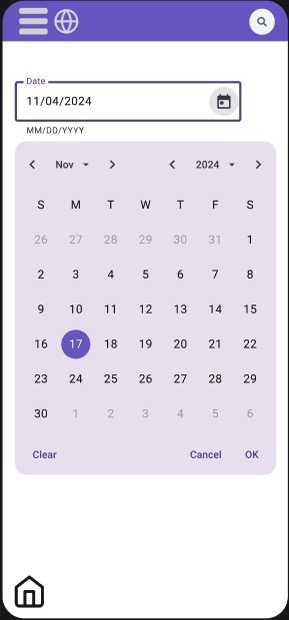 Date
11/04/2024
MM/DD/YYYY
Nov 2024
S M T W T F S
26 27 28 29 30 31 1
2 3 4 5 6 7 8
9 10 11 12 13 14 15
16 17 18 19 20 21 22
23 24 25 26 27 28 29
30 1 2 3 4 5 6
Clear Cancel OK